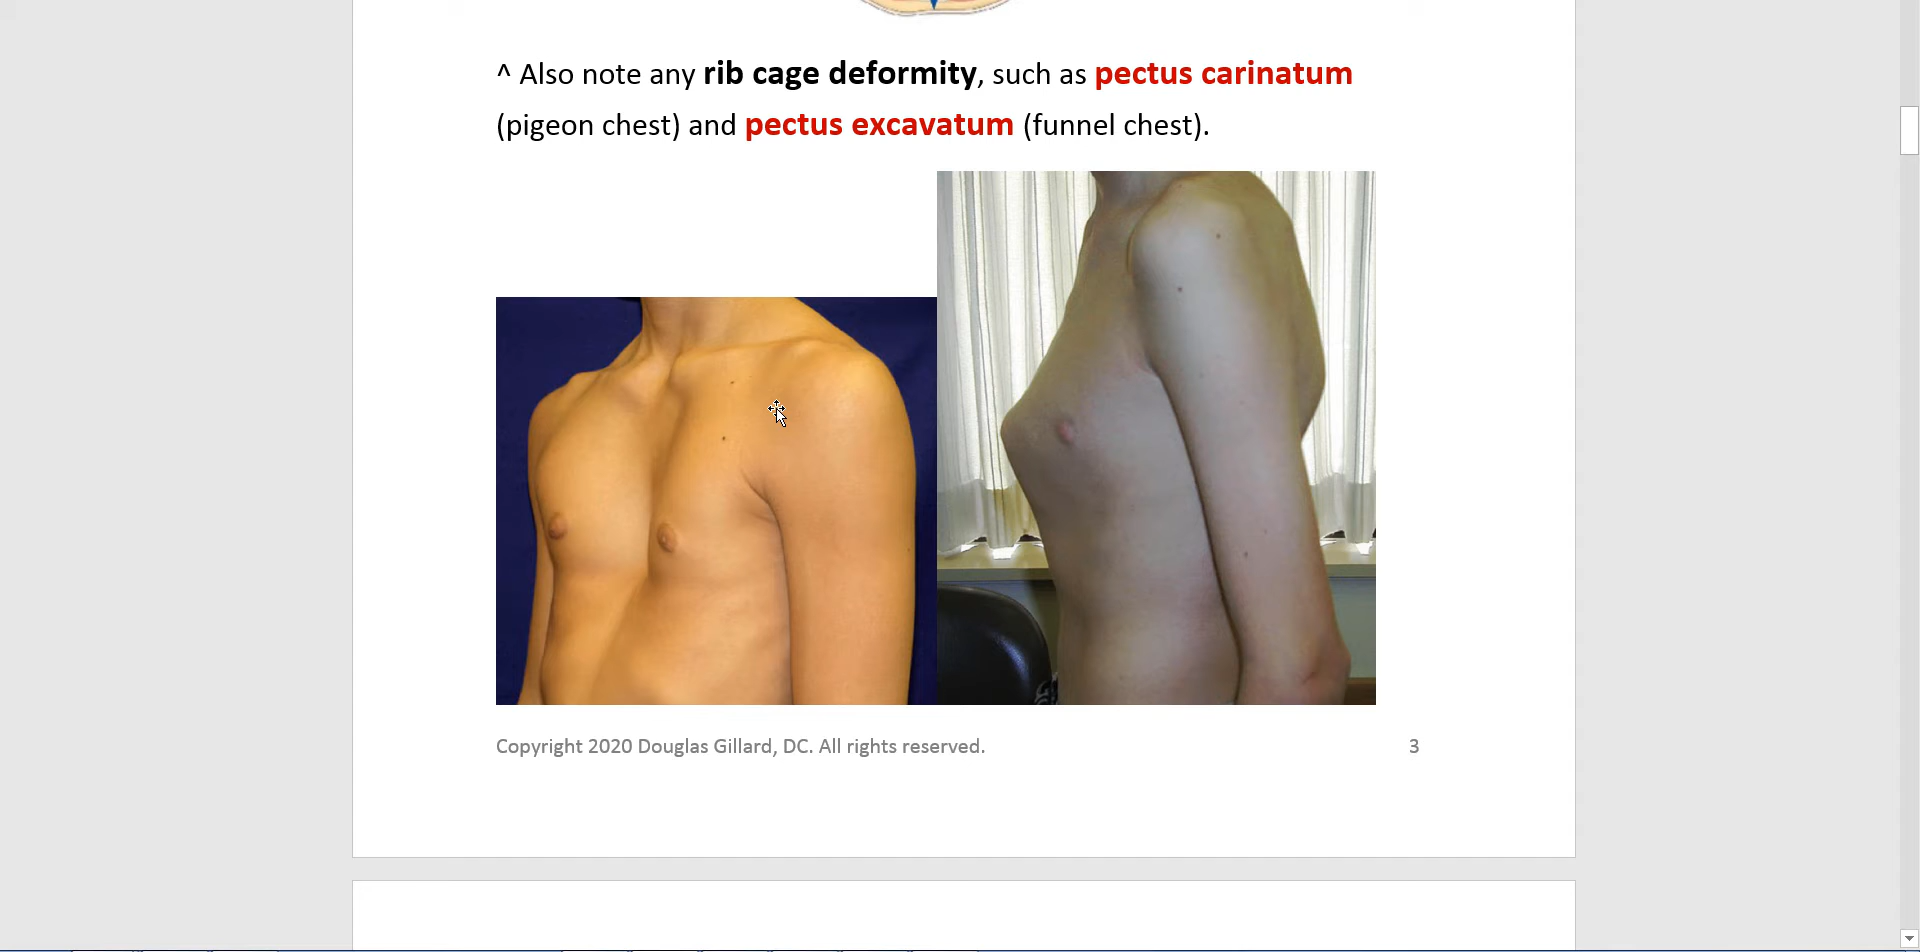 ^ Also note any rib cage deformity, such as pectus carinatum
(pigeon chest) and pectus excavatum (funnel chest).
Copyright 2020 Douglas Gillard, DC. All rights reserved.
3